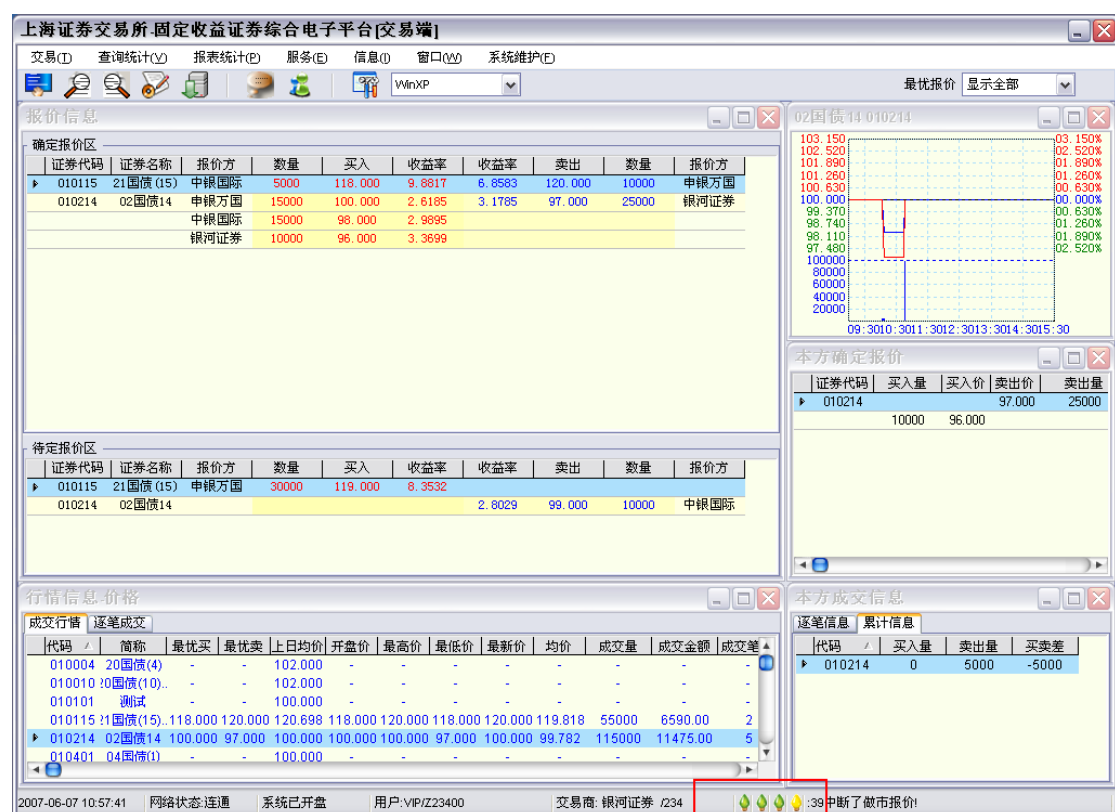 上海证券交易所-固定收益证券综合电子平台[交易端]
交易(T) 查询统计(V) 报表统计(P) 服务(E) 信息(I) 窗口(W) 系统维护(E)
WinXP 最优报价 显示全部
报价信息
确定报价区
证券代码 证券名称 报价方 数量 买入 收益率 收益率 卖出 数量 报价方
010115 21国债(15) 中银国际 5000 118.000 9.8817 6.8583 120.000 10000 申银万国
010214 02国债14 申银万国 15000 100.000 2.6185 3.1785 97.000 25000 银河证券
中银国际 15000 98.000 2.9895
银河证券 10000 96.000 3.3699
待定报价区
证券代码 证券名称 报价方 数量 买入 收益率 收益率 卖出 数量 报价方
010115 21国债(15) 申银万国 30000 119.000 8.3532
010214 02国债14 2.8029 99.000 10000 中银国际
02国债14 010214
103.150 03.150%
102.520 02.520%
101.890 01.890%
101.260 01.260%
100.630 00.630%
100.000 00.000%
99.370 00.630%
98.740 01.260%
98.110 01.890%
97.480 02.520%
100000
80000
60000
40000
20000
09:3010:3011:3012:3013:3014:3015:30
本方确定报价
证券代码 买入量 买入价 卖出价 卖出量
010214 97.000 25000
10000 96.000
行情信息-价格
成交行情 逐笔成交
代码 简称 最优买 最优卖 上日均价 开盘价 最高价 最低价 最新价 均价 成交量 成交金额 成交笔
010004 20国债(4) - - 102.000 - - - - - - - -
010010 20国债(10).. - - 102.000 - - - - - - - -
010101 测试 - - 100.000 - - - - - - - -
010115 21国债(15).. 118.000 120.000 120.698 118.000 120.000 118.000 120.000 119.818 55000 6590.00 2
010214 02国债14 100.000 97.000 100.000 100.000 100.000 97.000 100.000 99.782 115000 11475.00 5
010401 04国债(1) - - 100.000 - - - - - - - -
本方成交信息
逐笔信息 累计信息
代码 买入量 卖出量 买卖差
010214 0 5000 -5000
2007-06-07 10:57:41 网络状态:连通 系统已开盘 用户:VIP/Z23400 交易商:银河证券 /234 :39中断了做市报价!